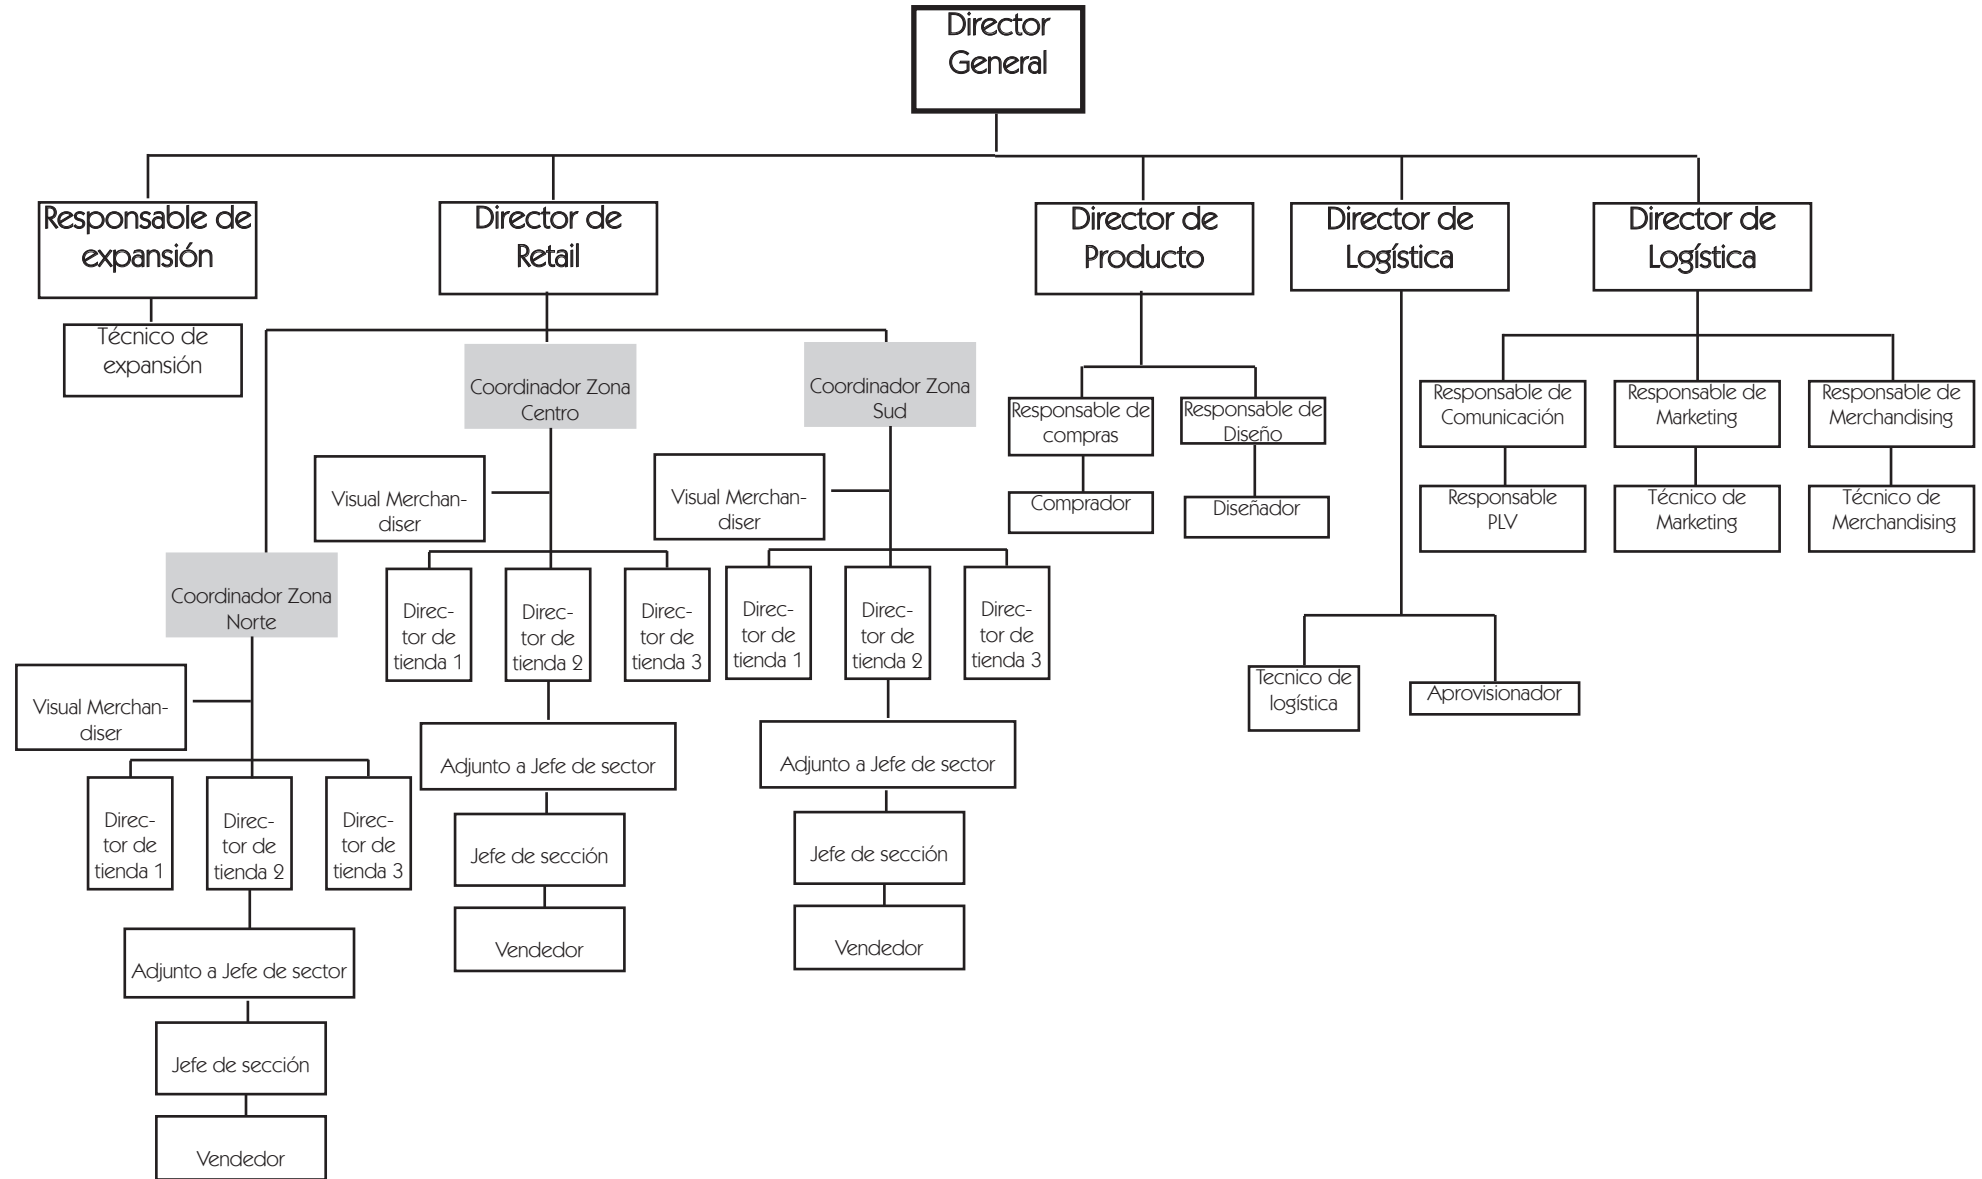 Director
General
Responsable de
expansión
Director de
Retail
Director de
Producto
Director de
Logística
Director de
Logística
Técnico de
expansión
Coordinador Zona
Centro
Coordinador Zona
Sud
Responsable de
compras
Responsable de
Diseño
Responsable de
Comunicación
Responsable de
Marketing
Responsable de
Merchandising
Visual Merchan-
diser
Visual Merchan-
diser
Comprador
Diseñador
Responsable
PLV
Técnico de
Marketing
Técnico de
Merchandising
Coordinador Zona
Norte
Direc-
tor de
tienda 1
Direc-
tor de
tienda 2
Direc-
tor de
tienda 3
Direc-
tor de
tienda 1
Direc-
tor de
tienda 2
Direc-
tor de
tienda 3
Tecnico de
logística
Aprovisionador
Visual Merchan-
diser
Adjunto a Jefe de sector
Adjunto a Jefe de sector
Direc-
tor de
tienda 1
Direc-
tor de
tienda 2
Direc-
tor de
tienda 3
Jefe de sección
Jefe de sección
Vendedor
Vendedor
Adjunto a Jefe de sector
Jefe de sección
Vendedor